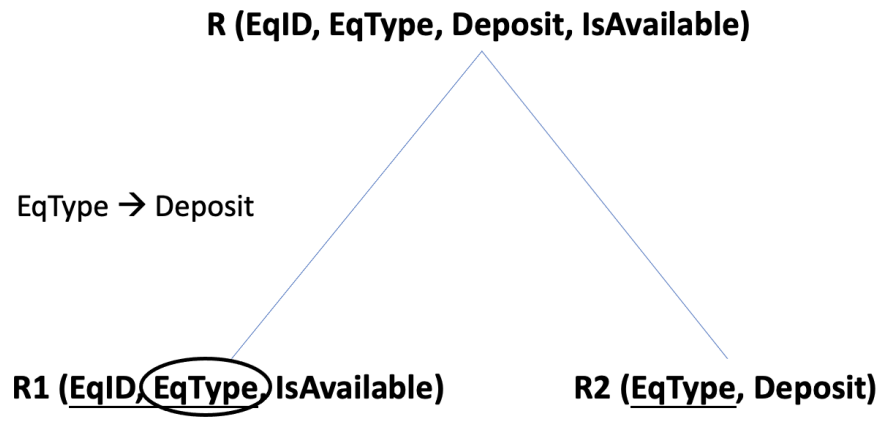 R (EqID, EqType, Deposit, IsAvailable)
EqType → Deposit
R1 (EqID, EqType, IsAvailable)
R2 (EqType, Deposit)